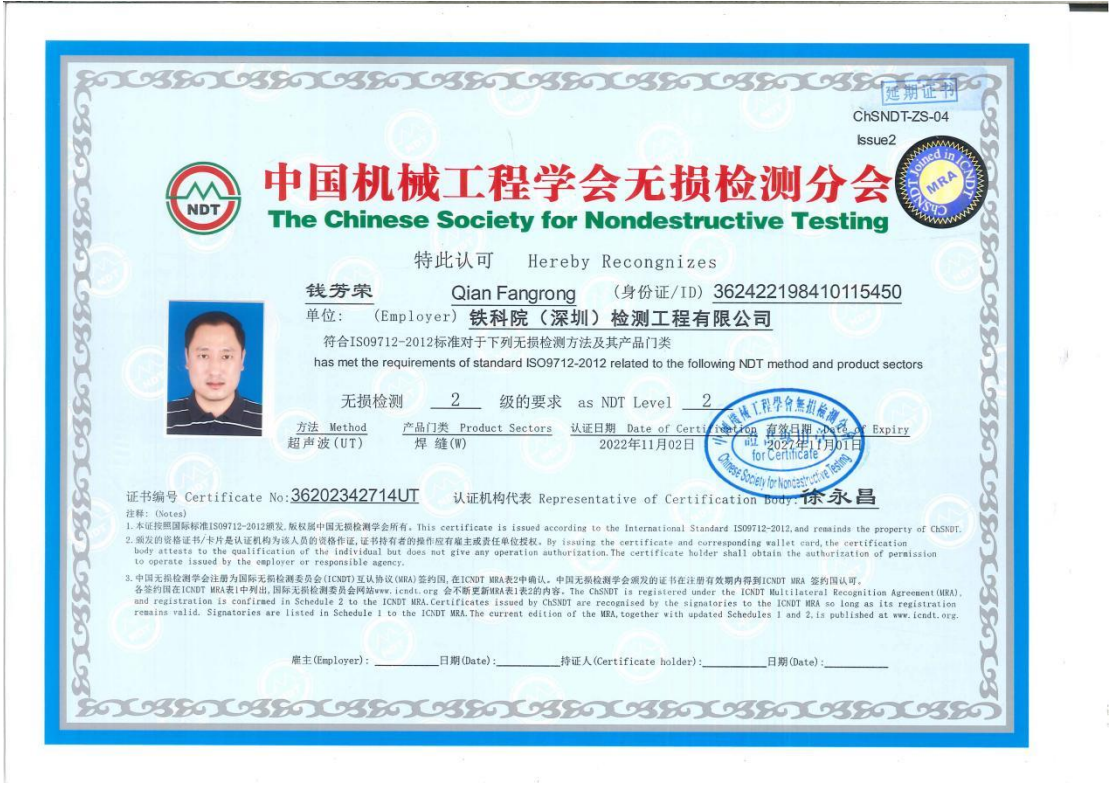 延期证书
ChSNDT-ZS-04
Issue2
ChSNDT Joined in ICNDT
MRA
NDT
中国机械工程学会无损检测分会
The Chinese Society for Nondestructive Testing
特此认可 Hereby Recongnizes
钱芳荣 Qian Fangrong (身份证/ID) 362422198410115450
单位: (Employer) 铁科院（深圳）检测工程有限公司
符合ISO9712-2012标准对于下列无损检测方法及其产品门类
has met the requirements of standard ISO9712-2012 related to the following NDT method and product sectors
无损检测 2 级的要求 as NDT Level 2
方法 Method 产品门类 Product Sectors 认证日期 Date of Certification 有效日期 Date of Expiry
超声波(UT) 焊 缝(W) 2022年11月02日 2027年11月01日
for Certificate
Chinese Society for Nondestructive Testing
证书编号 Certificate No:36202342714UT 认证机构代表 Representative of Certification Body: 徐永昌
注释: (Notes)
1.本证按照国际标准ISO9712-2012颁发,版权属中国无损检测学会所有。This certificate is issued according to the International Standard ISO9712-2012,and remainds the property of ChSNDT.
2.颁发的资格证书/卡片是认证机构为该人员的资格作证,证书持有者的操作应有雇主或责任单位授权。By issuing the certificate and corresponding wallet card, the certification
body attests to the qualification of the individual but does not give any operation authorization.The certificate holder shall obtain the authorization of permission
to operate issued by the employer or responsible agency.
3.中国无损检测学会注册为国际无损检测委员会(ICNDT)互认协议(MRA)签约国,在ICNDT MRA表2中确认。中国无损检测学会颁发的证书在注册有效期内得到ICNDT MRA 签约国认可。
各签约国在ICNDT MRA表1中列出,国际无损检测委员会网站www.icndt.org 会不断更新MRA表1表2的内容。The ChSNDT is registered under the ICNDT Multilateral Recognition Agreement(MRA).
and registration is confirmed in Schedule 2 to the ICNDT MRA.Certificates issued by ChSNDT are recognised by the signatories to the ICNDT MRA so long as its registration
remains valid. Signatories are listed in Schedule 1 to the ICNDT MRA.The current edition of the MRA,together with updated Schedules 1 and 2,is published at www.icndt.org.
雇主(Employer): 日期(Date): 持证人(Certificate holder): 日期(Date):